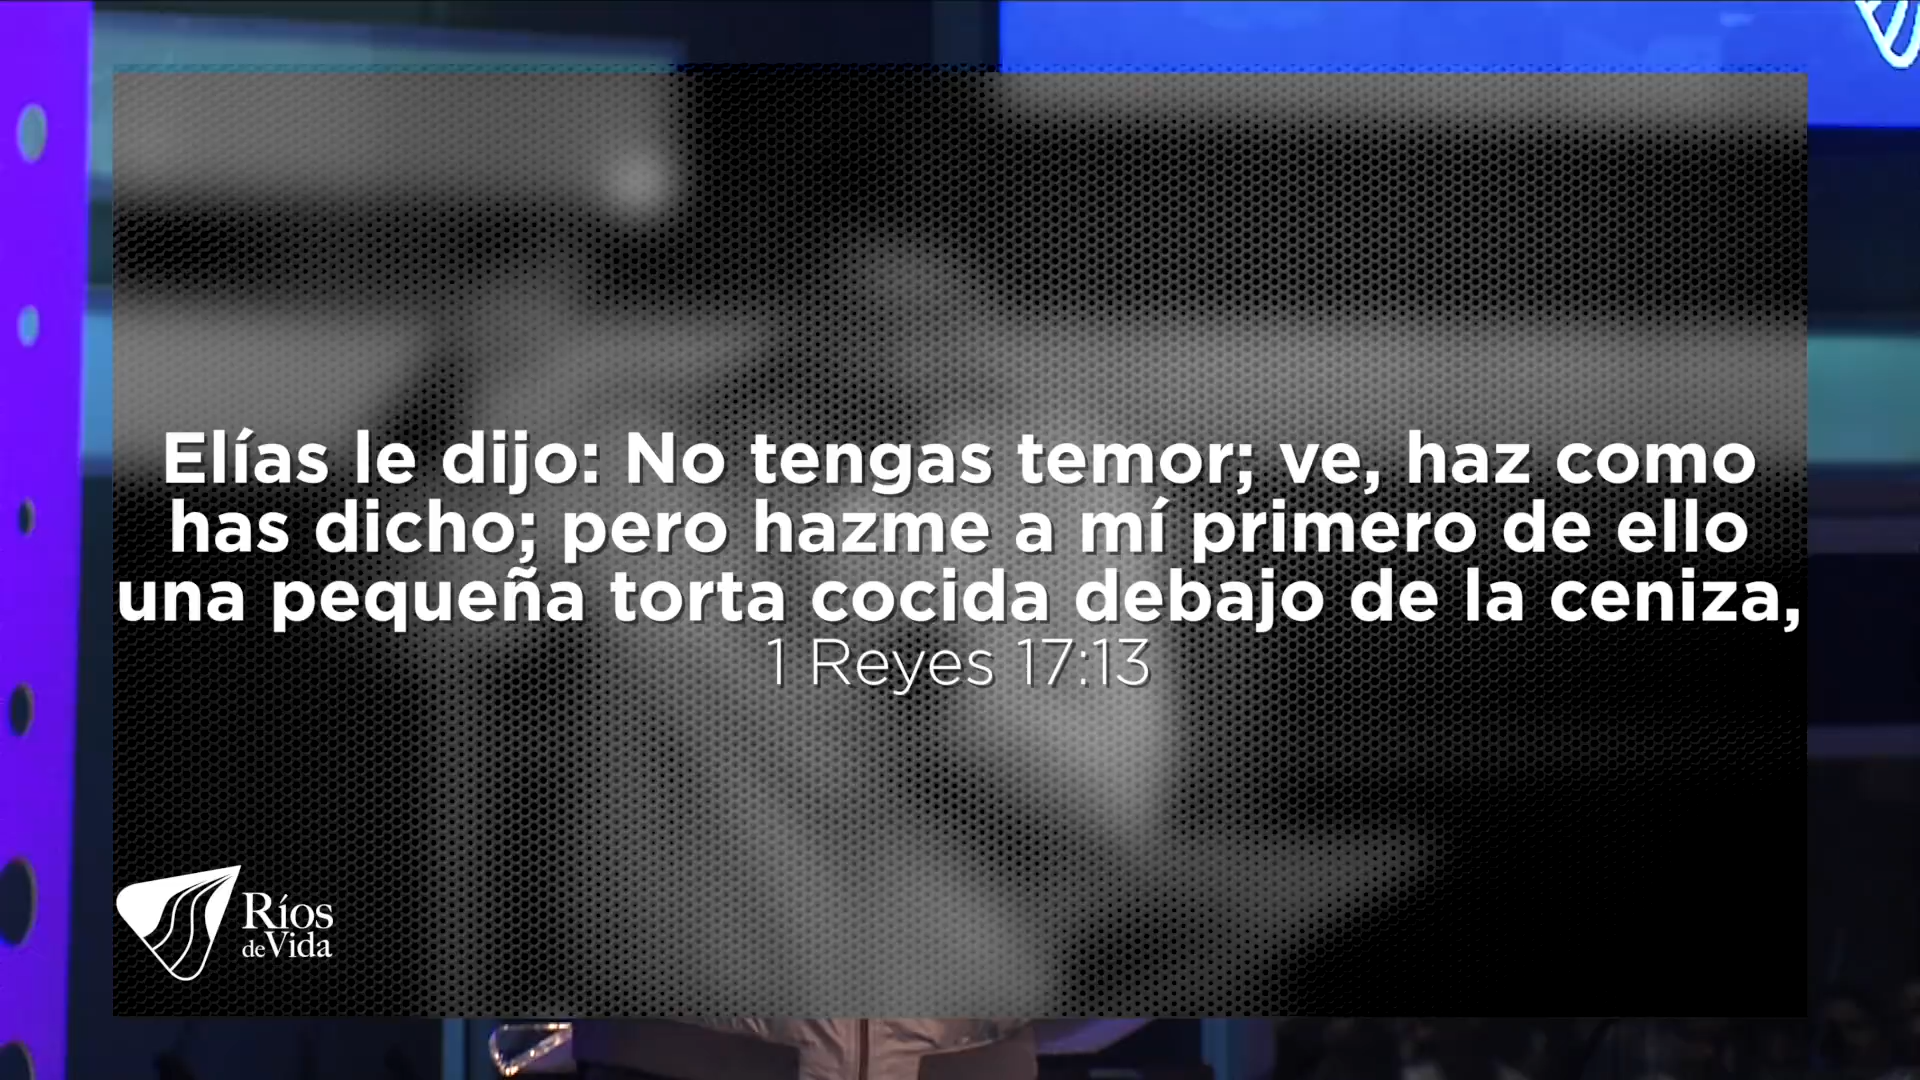 Elías le dijo: No tengas temor; ve, haz como
has dicho; pero hazme a mí primero de ello
una pequeña torta cocida debajo de la ceniza,
1 Reyes 17:13
Ríos
de Vida